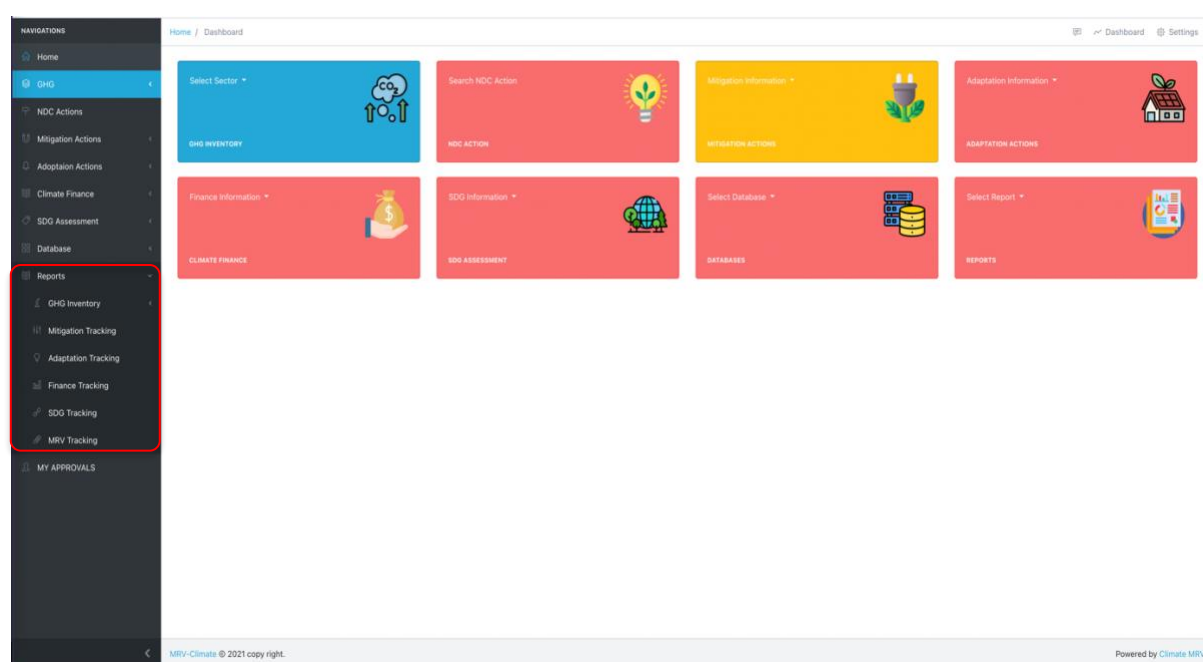 NAVIGATIONS
Home / Dashboard
Dashboard
Settings
Home
GHG
NDC Actions
Mitigation Actions
Adoptaion Actions
Climate Finance
SDG Assessment
Database
Reports
GHG Inventory
Mitigation Tracking
Adaptation Tracking
Finance Tracking
SDG Tracking
MRV Tracking
MY APPROVALS
Select Sector
CO2
GHG INVENTORY
Search NDC Action
NDC ACTION
Mitigation Information
MITIGATION ACTIONS
Adaptation Information
ADAPTATION ACTIONS
Finance Information
$
CLIMATE FINANCE
SDG Information
SDG ASSESSMENT
Select Database
DATABASES
Select Report
REPORTS
MRV-Climate © 2021 copy right.
Powered by Climate MRV